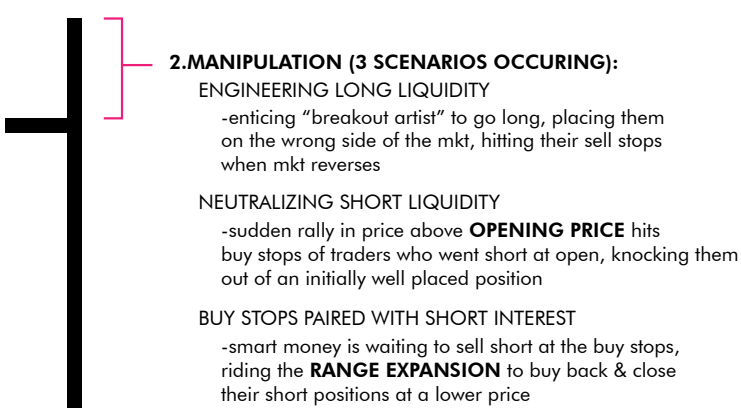 2.MANIPULATION (3 SCENARIOS OCCURING):
ENGINEERING LONG LIQUIDITY
-enticing “breakout artist” to go long, placing them
on the wrong side of the mkt, hitting their sell stops
when mkt reverses
NEUTRALIZING SHORT LIQUIDITY
-sudden rally in price above OPENING PRICE hits
buy stops of traders who went short at open, knocking them
out of an initially well placed position
BUY STOPS PAIRED WITH SHORT INTEREST
-smart money is waiting to sell short at the buy stops,
riding the RANGE EXPANSION to buy back & close
their short positions at a lower price